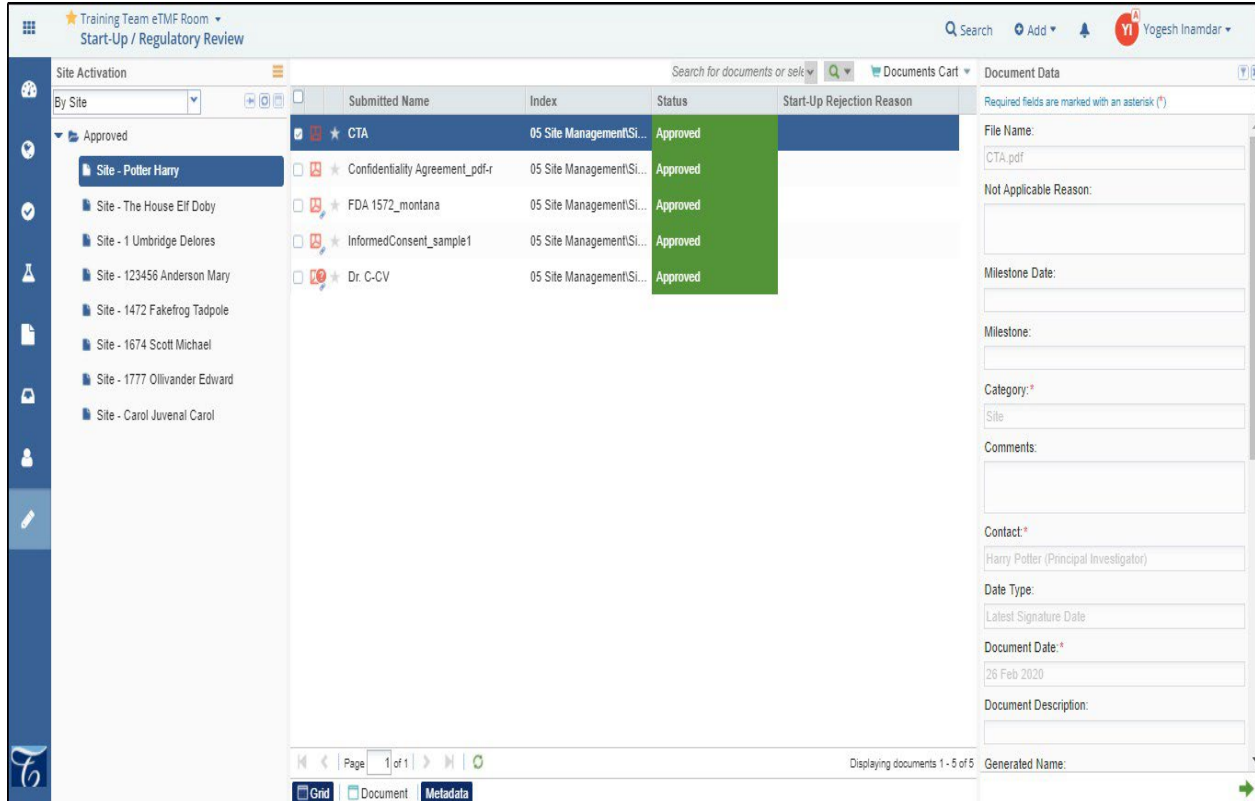 Training Team eTMF Room
Start-Up / Regulatory Review
Search
Add
A
YI
Yogesh Inamdar
Site Activation
By Site
Approved
Site - Potter Harry
Site - The House Elf Doby
Site - 1 Umbridge Delores
Site - 123456 Anderson Mary
Site - 1472 Fakefrog Tadpole
Site - 1674 Scott Michael
Site - 1777 Ollivander Edward
Site - Carol Juvenal Carol
Search for documents or sele
Documents Cart
Submitted Name Index Status Start-Up Rejection Reason
CTA 05 Site Management\Si... Approved
Confidentiality Agreement_pdf-r 05 Site Management\Si... Approved
FDA 1572_montana 05 Site Management\Si... Approved
InformedConsent_sample1 05 Site Management\Si... Approved
Dr. C-CV 05 Site Management\Si... Approved
Page 1 of 1
Displaying documents 1 - 5 of 5
Grid Document Metadata
Document Data
Required fields are marked with an asterisk (*)
File Name:
CTA.pdf
Not Applicable Reason:
Milestone Date:
Milestone:
Category:*
Site
Comments:
Contact:*
Harry Potter (Principal Investigator)
Date Type:
Latest Signature Date
Document Date:*
26 Feb 2020
Document Description:
Generated Name: